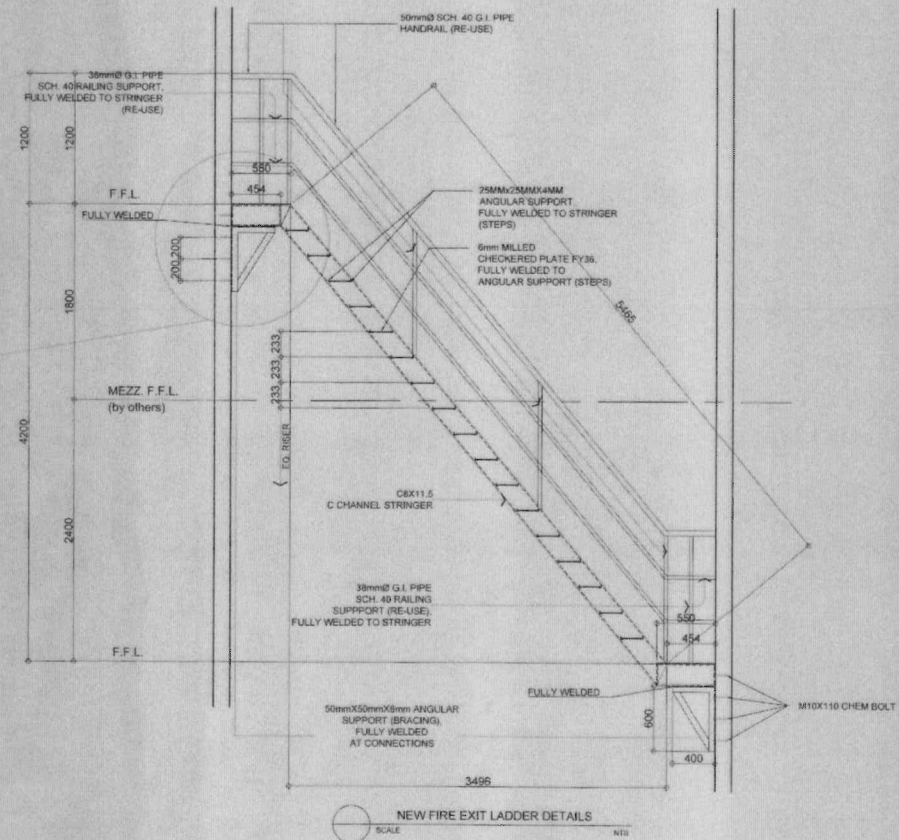 50mmØ SCH. 40 G.I. PIPE
HANDRAIL (RE-USE)
38mmØ G.I. PIPE
SCH. 40 RAILING SUPPORT,
FULLY WELDED TO STRINGER
(RE-USE)
1200
1200
550
454
F.F.L.
FULLY WELDED
25MMx25MMX4MM
ANGULAR SUPPORT
FULLY WELDED TO STRINGER
(STEPS)
6mm MILLED
CHECKERED PLATE FY36,
FULLY WELDED TO
ANGULAR SUPPORT (STEPS)
200
200
1800
5465
233
233
233
MEZZ. F.F.L.
(by others)
4200
EQ. RISER
C8X11.5
C CHANNEL STRINGER
2400
38mmØ G.I. PIPE
SCH. 40 RAILING
SUPPPORT (RE-USE),
FULLY WELDED TO STRINGER
550
454
F.F.L.
FULLY WELDED
50mmX50mmX6mm ANGULAR
SUPPORT (BRACING),
FULLY WELDED
AT CONNECTIONS
600
M10X110 CHEM BOLT
400
3496
NEW FIRE EXIT LADDER DETAILS
SCALE
NTS